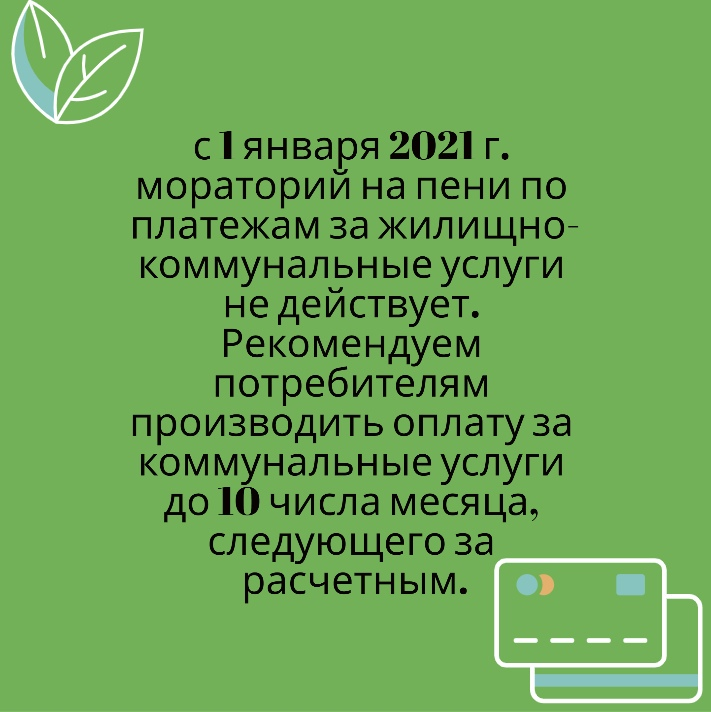 с 1 января 2021 г.
мораторий на пени по
платежам за жилищно-
коммунальные услуги
не действует.
Рекомендуем
потребителям
производить оплату за
коммунальные услуги
до 10 числа месяца,
следующего за
расчетным.